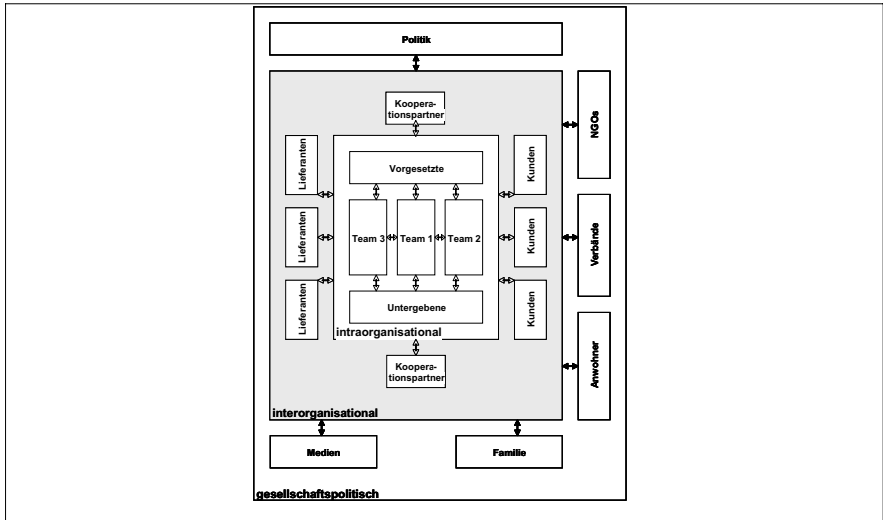 Politik
Koopera-
tionspartner
NGOs
Lieferanten
Vorgesetzte
Kunden
Lieferanten
Team 3
Team 1
Team 2
Kunden
Verbände
Lieferanten
Untergebene
Kunden
intraorganisational
Koopera-
tionspartner
Anwohner
interorganisational
Medien
Familie
gesellschaftspolitisch